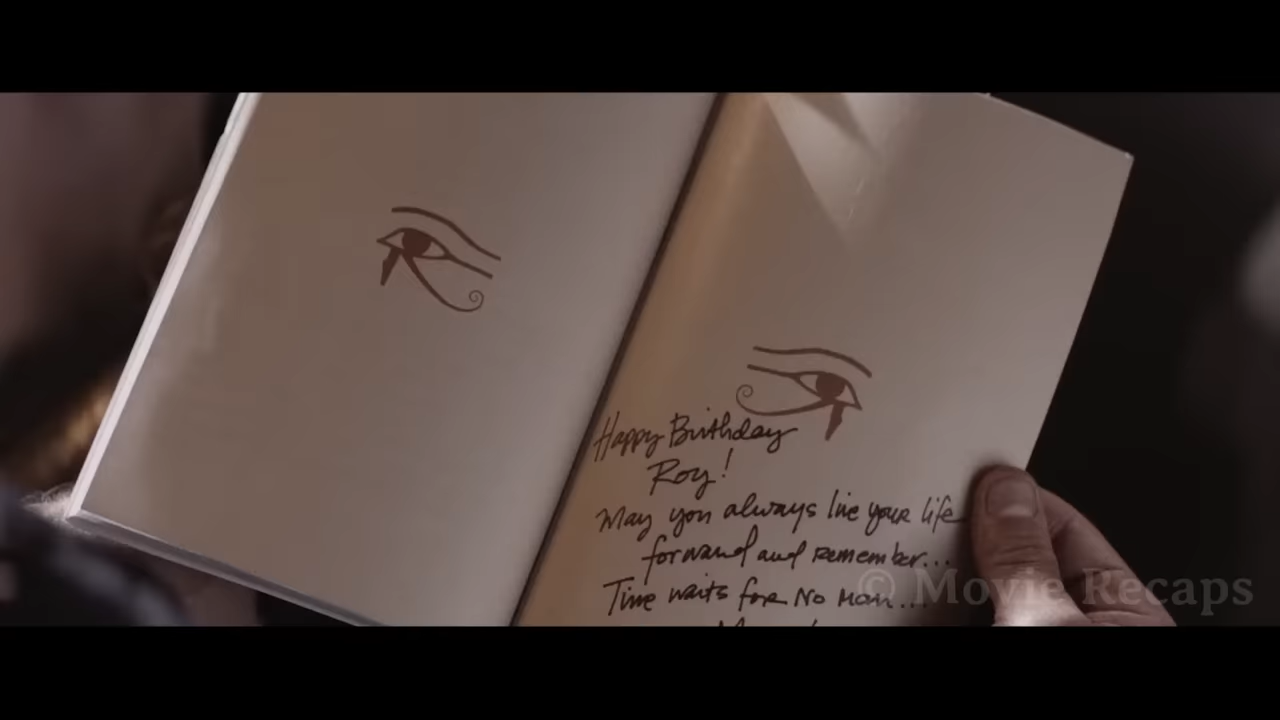 Happy Birthday
Roy!
May you always live your life
forward and remember...
Time waits for No Man...
© Movie Recaps